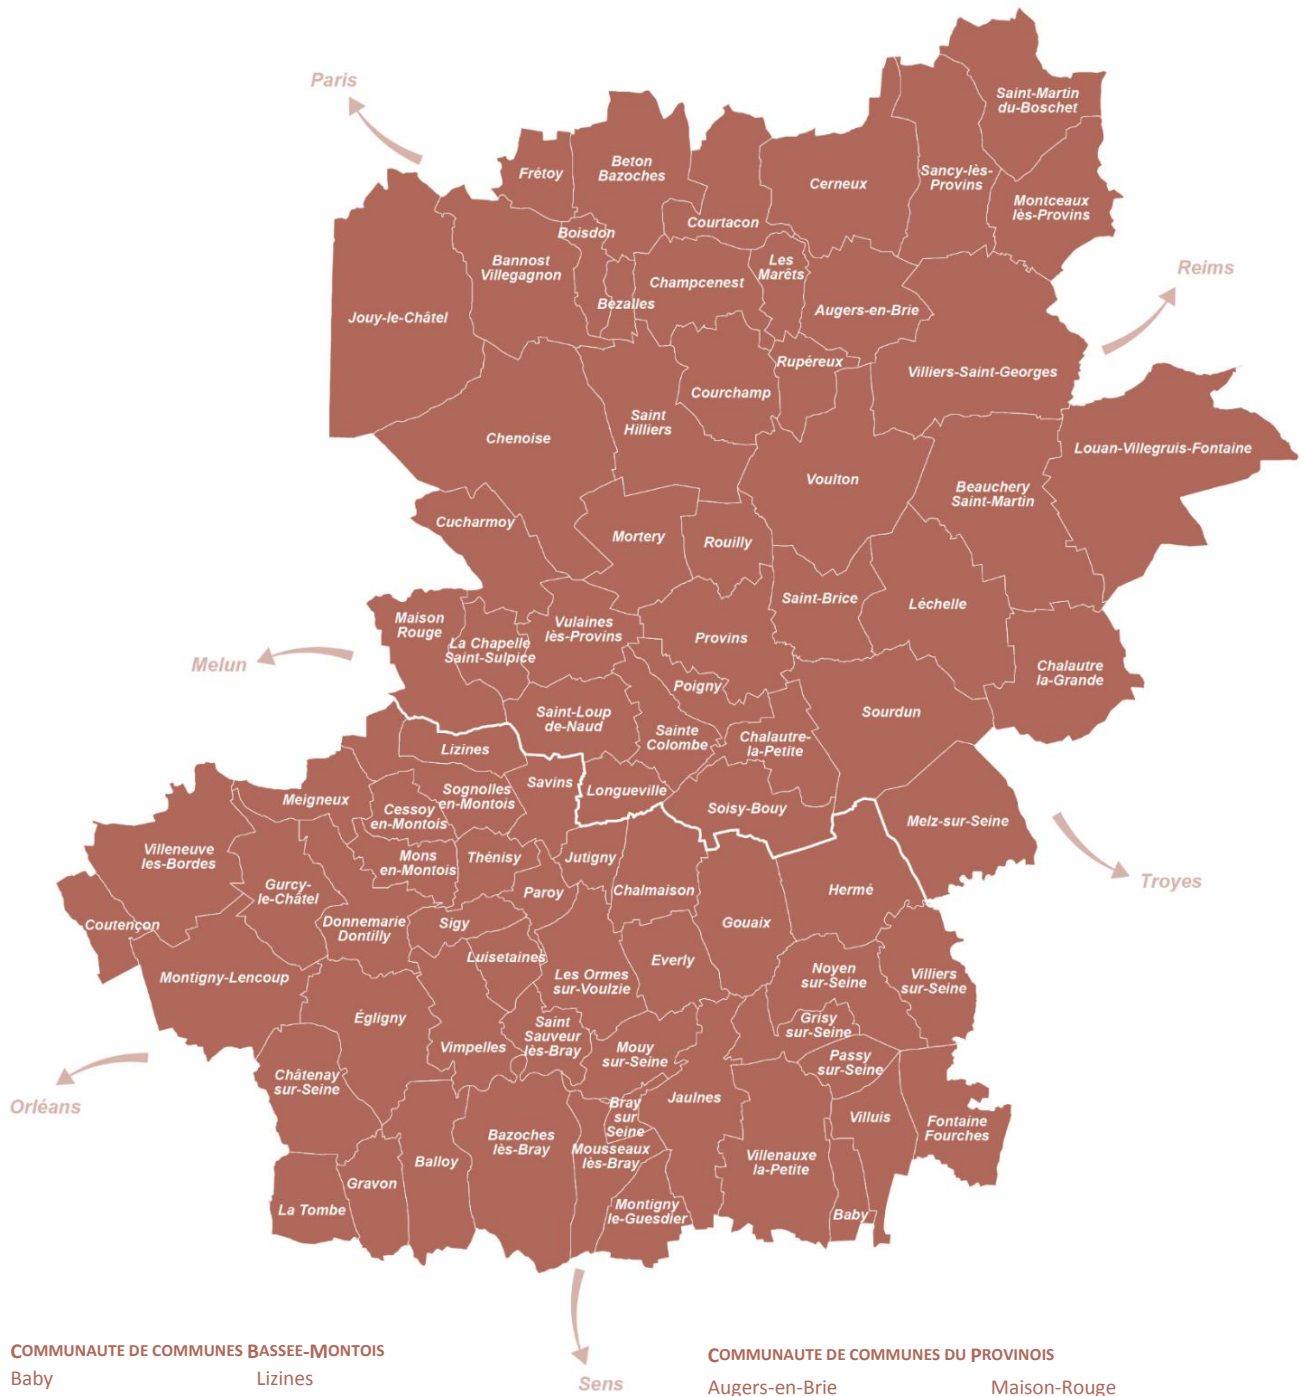 Paris
Saint-Martin
du-Boschet
Frétoy
Beton
Bazoches
Cerneux
Sancy-lès-
Provins
Montceaux
lès-Provins
Courtacon
Boisdon
Bannost
Villegagnon
Les
Marêts
Reims
Champcenest
Bezalles
Augers-en-Brie
Jouy-le-Châtel
Rupéreux
Villiers-Saint-Georges
Courchamp
Saint
Hilliers
Chenoise
Louan-Villegruis-Fontaine
Voulton
Beauchery
Saint-Martin
Cucharmoy
Mortery
Rouilly
Saint-Brice
Léchelle
Maison
Rouge
Vulaines
lès-Provins
Provins
La Chapelle
Saint-Sulpice
Melun
Chalautre
la-Grande
Poigny
Saint-Loup
de-Naud
Sourdun
Sainte
Colombe
Chalautre-
la-Petite
Lizines
Savins
Sognolles
en-Montois
Longueville
Meigneux
Cessoy
en-Montois
Soisy-Bouy
Melz-sur-Seine
Villeneuve
les-Bordes
Mons
en-Montois
Thénisy
Jutigny
Troyes
Gurcy-
le-Châtel
Paroy
Chalmaison
Hermé
Coutençon
Donnemarie
Dontilly
Sigy
Gouaix
Luisetaines
Everly
Montigny-Lencoup
Les Ormes
sur-Voulzie
Noyen
sur-Seine
Villiers
sur-Seine
Égligny
Saint
Sauveur
lès-Bray
Grisy
sur-Seine
Vimpelles
Mouy
sur-Seine
Passy
sur-Seine
Châtenay
sur-Seine
Orléans
Jaulnes
Bray
sur
Seine
Villuis
Fontaine
Fourches
Bazoches
lès-Bray
Mousseaux
lès-Bray
Villenauxe
la-Petite
Balloy
Gravon
La Tombe
Montigny
le-Guesdier
Baby
Sens
COMMUNAUTE DE COMMUNES BASSEE-MONTOIS
Baby Lizines
COMMUNAUTE DE COMMUNES DU PROVINOIS
Augers-en-Brie Maison-Rouge